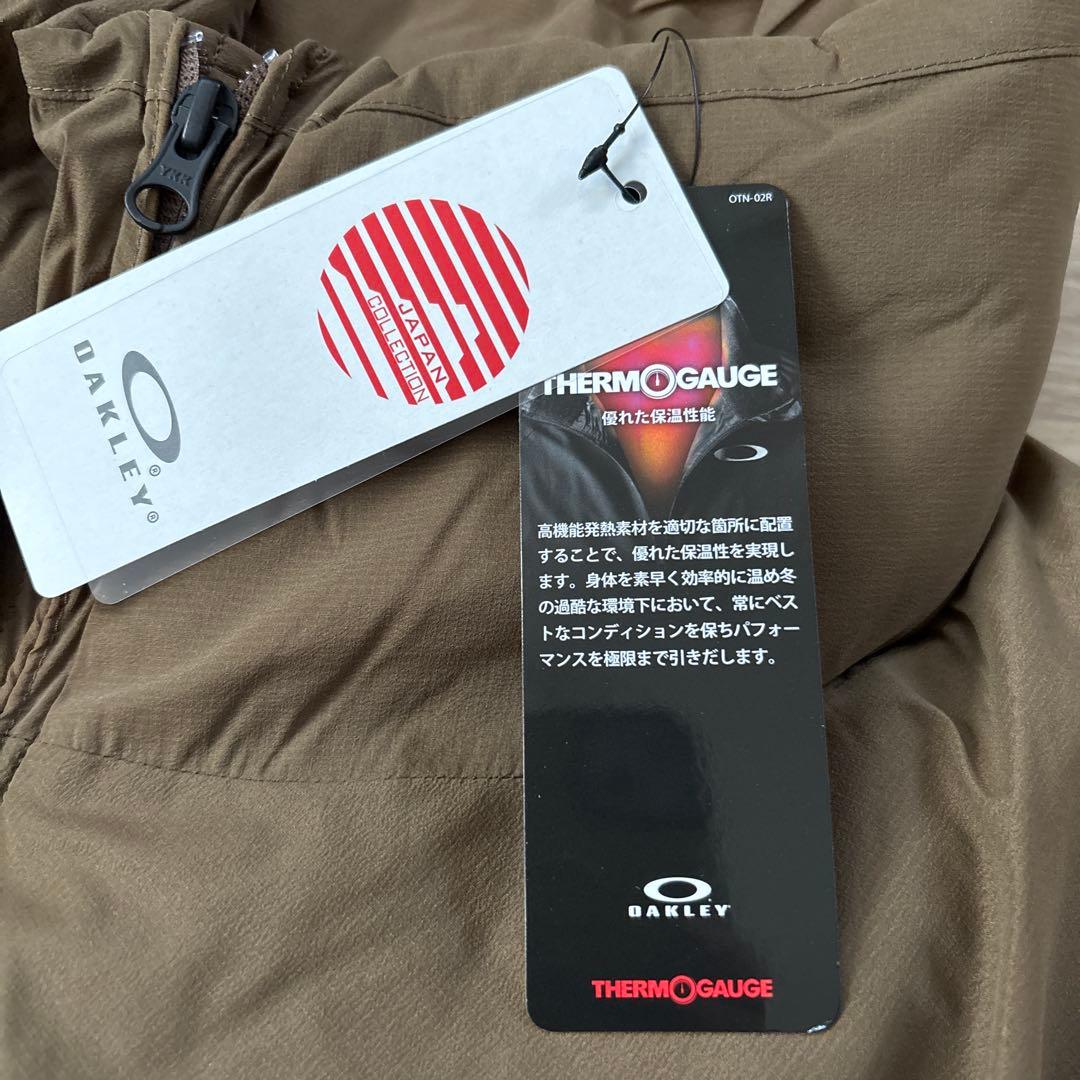 YKK
OAKLEY®
JAPAN
COLLECTION
OTN-02R
THERMOGAUGE
優れた保温性能
高機能発熱素材を適切な箇所に配置
することで、優れた保温性を実現し
ます。身体を素早く効率的に温め冬
の過酷な環境下において、常にベス
トなコンディションを保ちパフォー
マンスを極限まで引きだします。
OAKLEY
THERMOGAUGE